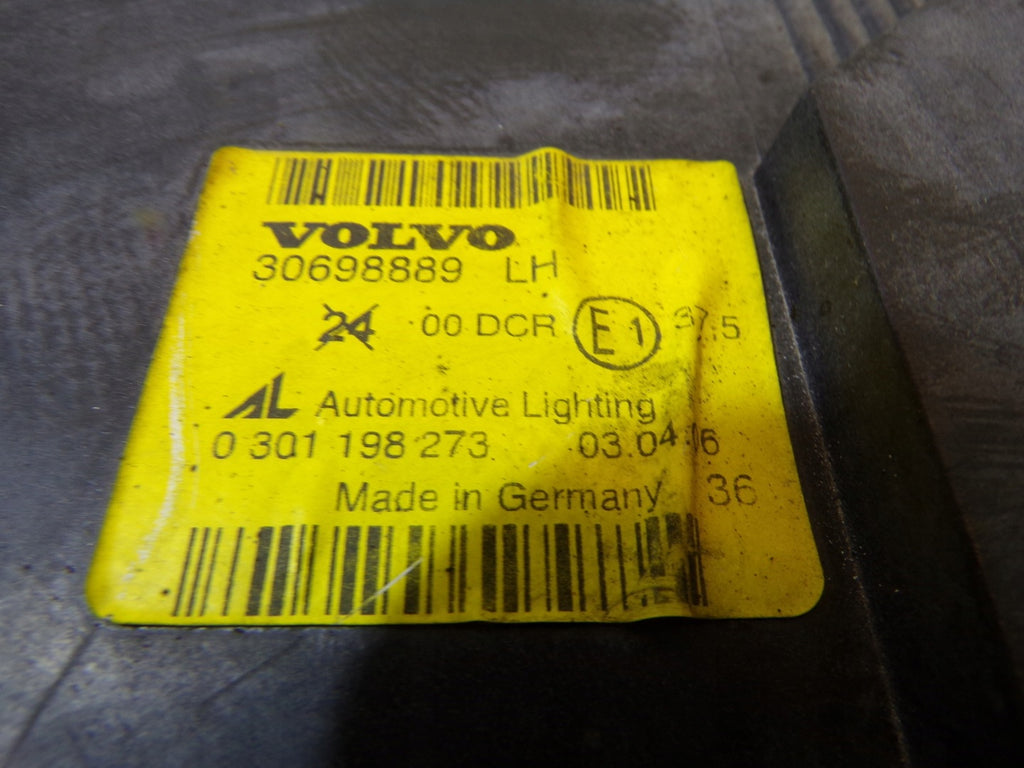 VOLVO
30698889 LH
24 00 DCR E1 37.5
AL Automotive Lighting
0 301 198 273 03.04.06
Made in Germany 36